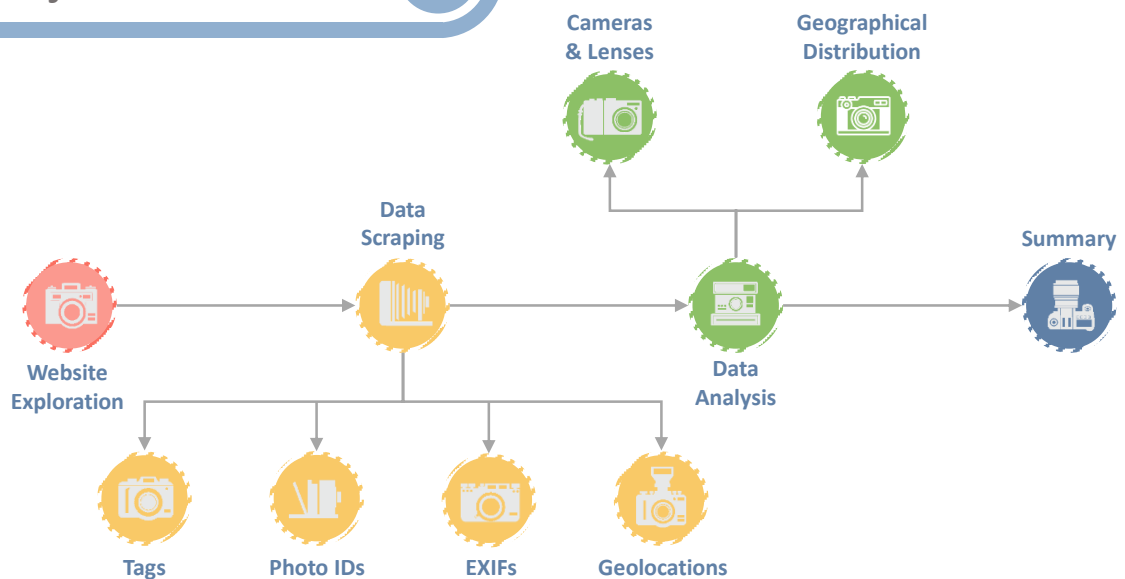 Cameras
& Lenses
Geographical
Distribution
Data
Scraping
Summary
Website
Exploration
Data
Analysis
Tags
Photo IDs
EXIFs
Geolocations